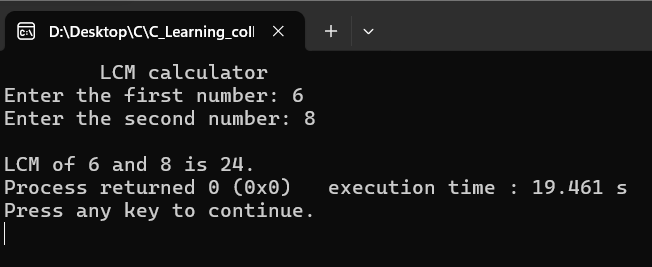 D:\Desktop\C\C_Learning_coll
LCM calculator
Enter the first number: 6
Enter the second number: 8
LCM of 6 and 8 is 24.
Process returned 0 (0x0)   execution time : 19.461 s
Press any key to continue.